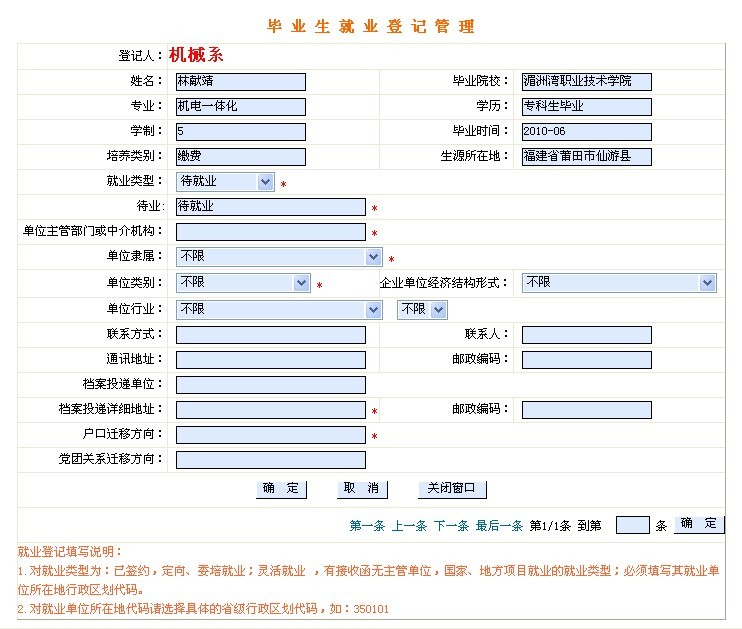 毕业生就业登记管理
登记人：机械系
姓名：林献靖 毕业院校：湄洲湾职业技术学院
专业：机电一体化 学历：专科生毕业
学制：5 毕业时间：2010-06
培养类别：缴费 生源所在地：福建省莆田市仙游县
就业类型：待就业 *
待业:待就业 *
单位主管部门或中介机构： *
单位隶属：不限 *
单位类别：不限 * 企业单位经济结构形式：不限
单位行业：不限 不限
联系方式： 联系人：
通讯地址： 邮政编码：
档案投递单位：
档案投递详细地址： * 邮政编码：
户口迁移方向： *
党团关系迁移方向：
确 定 取 消 关闭窗口
第一条 上一条 下一条 最后一条 第1/1条 到第 条 确 定
就业登记填写说明：
1.对就业类型为：已签约，定向、委培就业；灵活就业 ，有接收函无主管单位，国家、地方项目就业的就业类型；必须填写其就业单
位所在地行政区划代码。
2.对就业单位所在地代码请选择具体的省级行政区划代码，如：350101